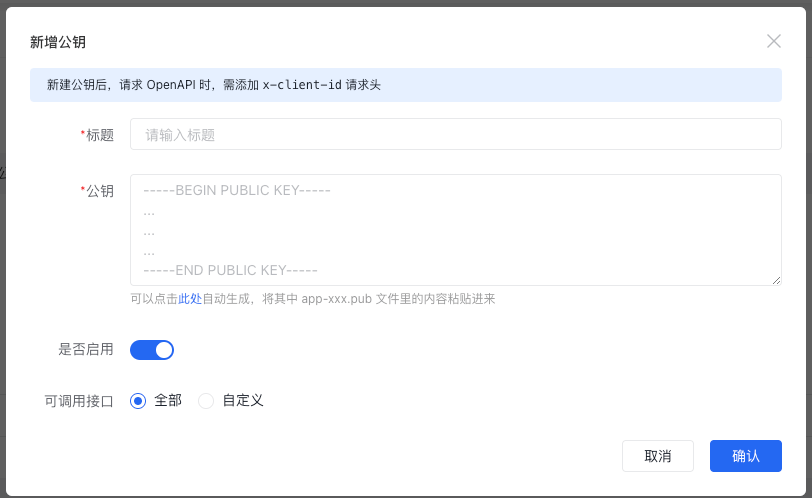 新增公钥
新建公钥后，请求 OpenAPI 时，需添加 x-client-id 请求头
*标题
请输入标题
*公钥
-----BEGIN PUBLIC KEY-----
...
...
...
-----END PUBLIC KEY-----
可以点击此处自动生成，将其中 app-xxx.pub 文件里的内容粘贴进来
是否启用
可调用接口 全部 自定义
取消 确认